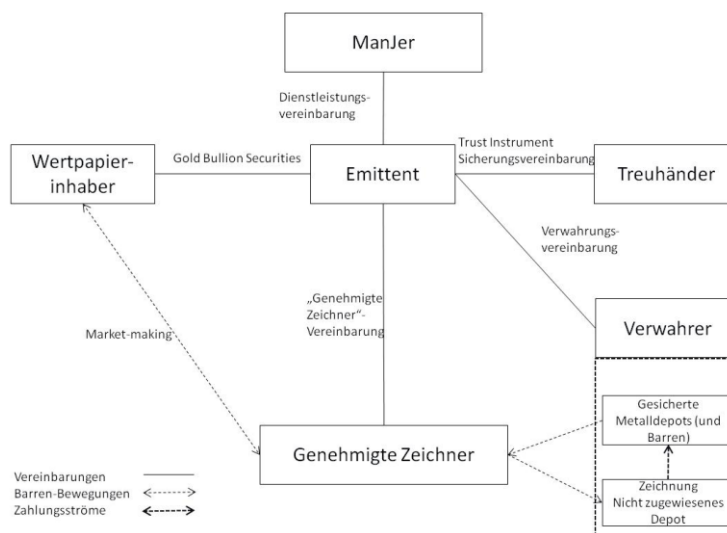 ManJer
Dienstleistungs-
vereinbarung
Wertpapier-
inhaber
Gold Bullion Securities
Emittent
Trust Instrument
Sicherungsvereinbarung
Treuhänder
Verwahrungs-
vereinbarung
„Genehmigte
Zeichner“-
Vereinbarung
Market-making
Verwahrer
Gesicherte
Metalldepots (und
Barren)
Genehmigte Zeichner
Zeichnung
Nicht zugewiesenes
Depot
Vereinbarungen
Barren-Bewegungen
Zahlungsströme